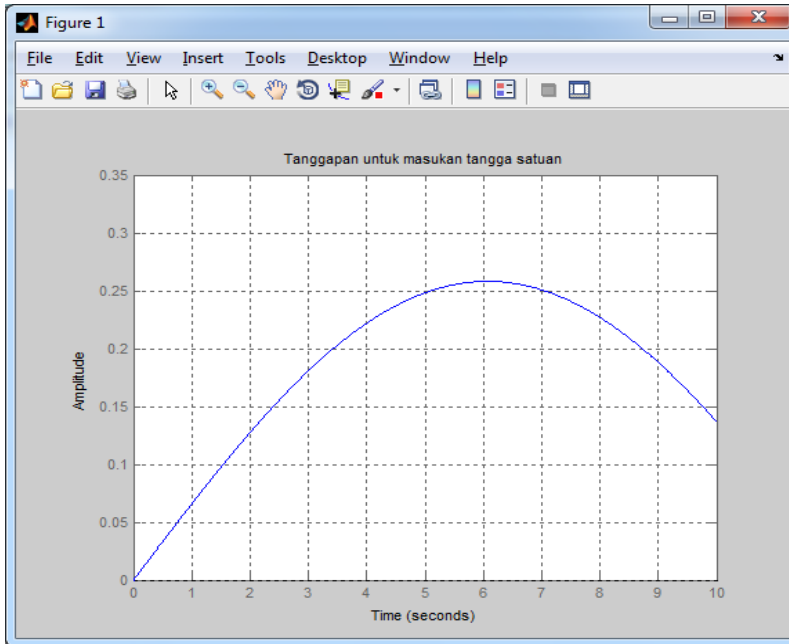 Figure 1
File Edit View Insert Tools Desktop Window Help
Tanggapan untuk masukan tangga satuan
0.35
0.3
0.25
0.2
0.15
0.1
0.05
0
Amplitude
0 1 2 3 4 5 6 7 8 9 10
Time (seconds)